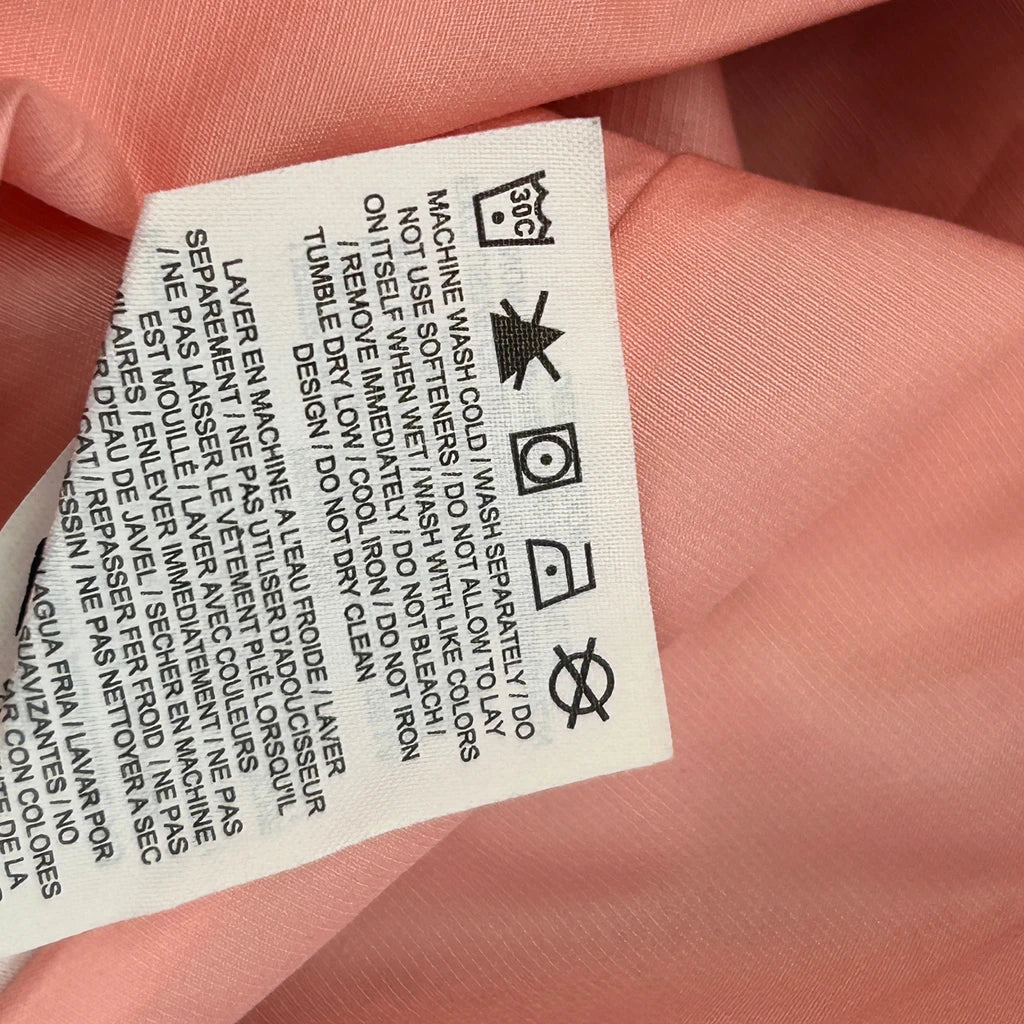 30C
MACHINE WASH COLD / WASH SEPARATELY / DO
NOT USE SOFTENERS / DO NOT ALLOW TO LAY
ON ITSELF WHEN WET / WASH WITH LIKE COLORS
/ REMOVE IMMEDIATELY / DO NOT BLEACH /
TUMBLE DRY LOW / COOL IRON / DO NOT IRON
DESIGN / DO NOT DRY CLEAN
LAVER EN MACHINE A L'EAU FROIDE / LAVER
SEPAREMENT / NE PAS UTILISER D'ADOUCISSEUR
/ NE PAS LAISSER LE VÊTEMENT PLIÉ LORSQU'IL
EST MOUILLÉ / LAVER AVEC COULEURS
/ ENLEVER IMMEDIATEMENT / NE PAS
D'EAU DE JAVEL / SECHER EN MACHINE
/ REPASSER FER FROID / NE PAS
/ NE PAS NETTOYER A SEC
AGUA FRIA / LAVAR POR
SUAVIZANTES / NO
CON COLORES
DE LA